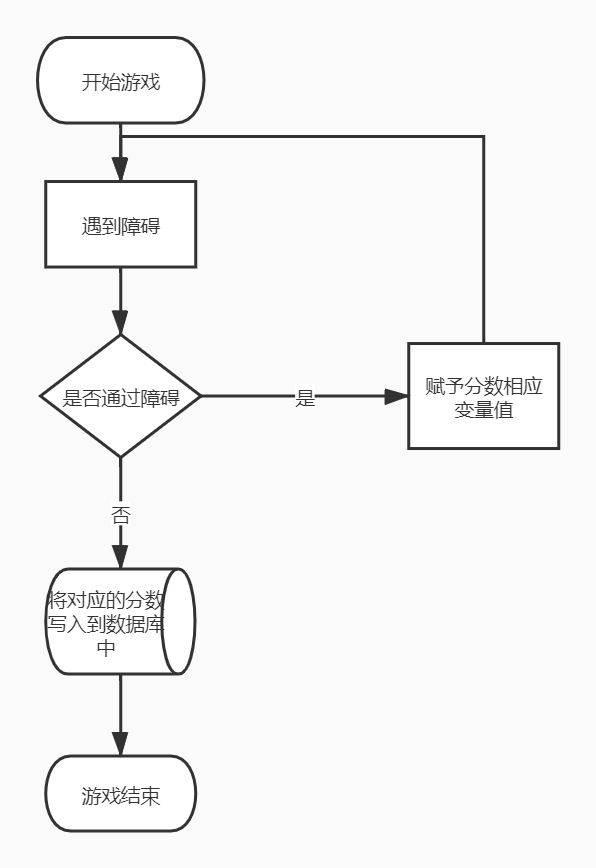 开始游戏
遇到障碍
是否通过障碍
是
赋予分数相应
变量值
否
将对应的分数
写入到数据库
中
游戏结束